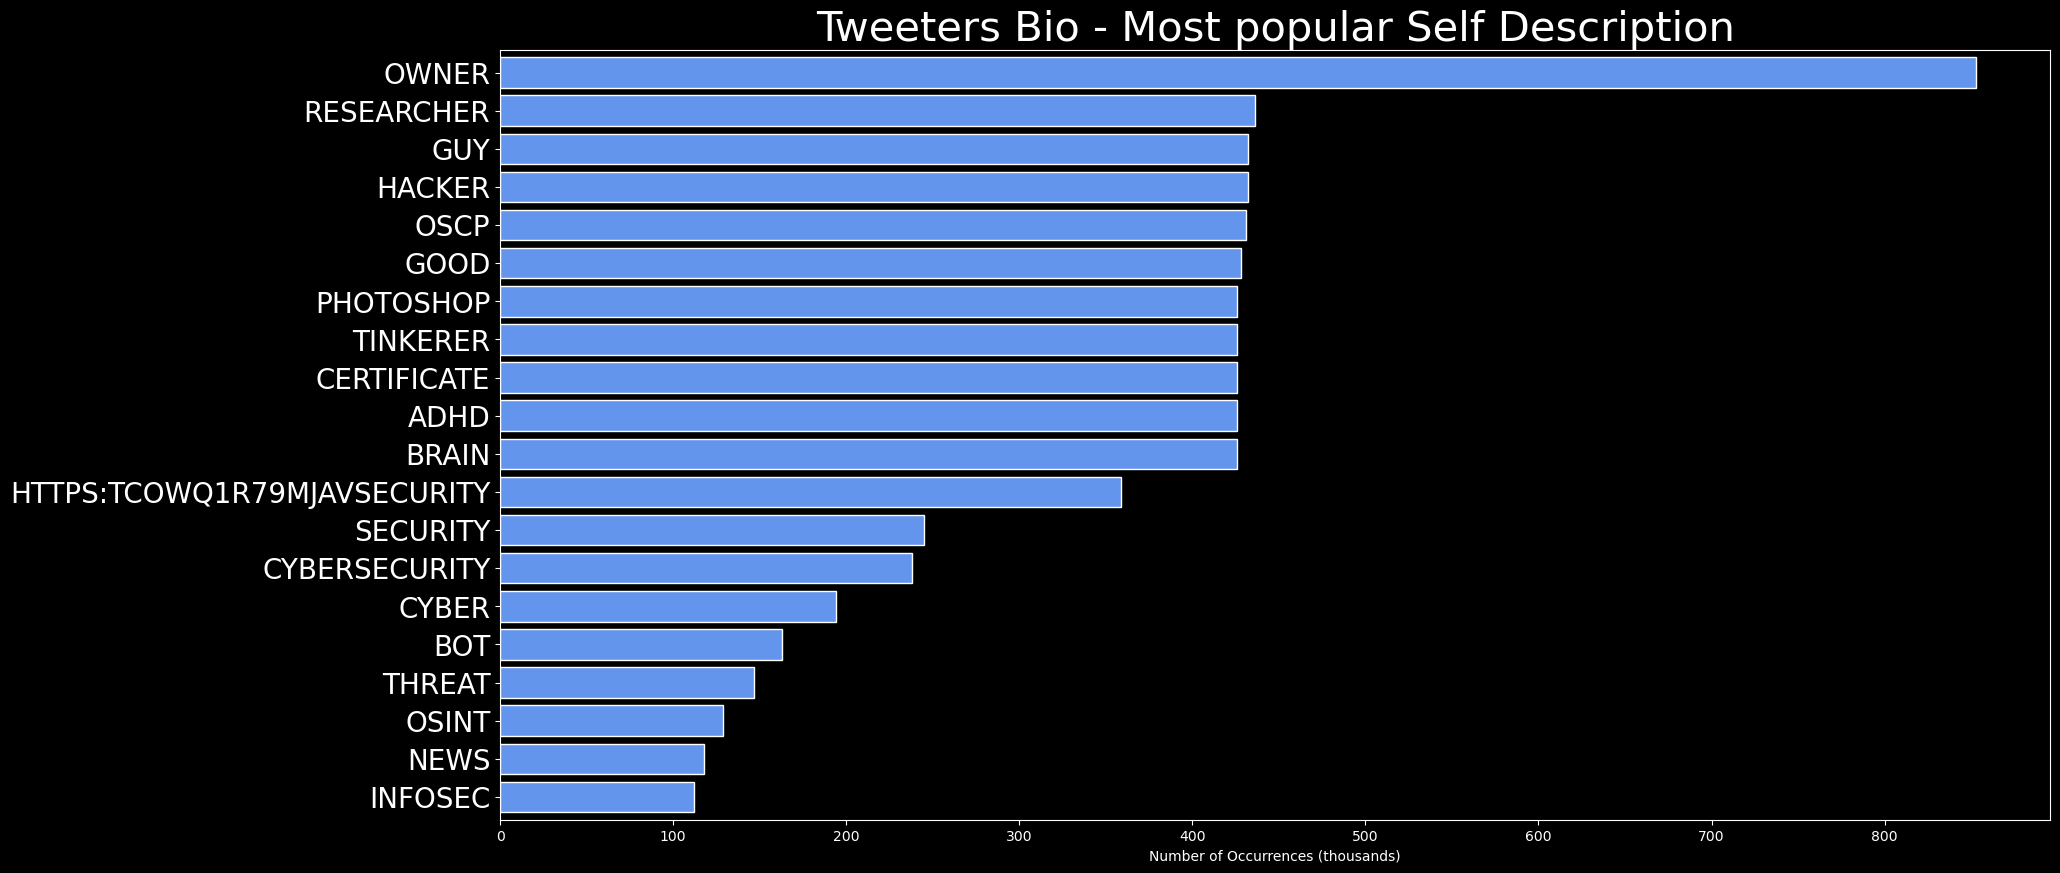 Tweeters Bio - Most popular Self Description
OWNER
RESEARCHER
GUY
HACKER
OSCP
GOOD
PHOTOSHOP
TINKERER
CERTIFICATE
ADHD
BRAIN
HTTPS:TCOWQ1R79MJAVSECURITY
SECURITY
CYBERSECURITY
CYBER
BOT
THREAT
OSINT
NEWS
INFOSEC
0 100 200 300 400 500 600 700 800
Number of Occurrences (thousands)